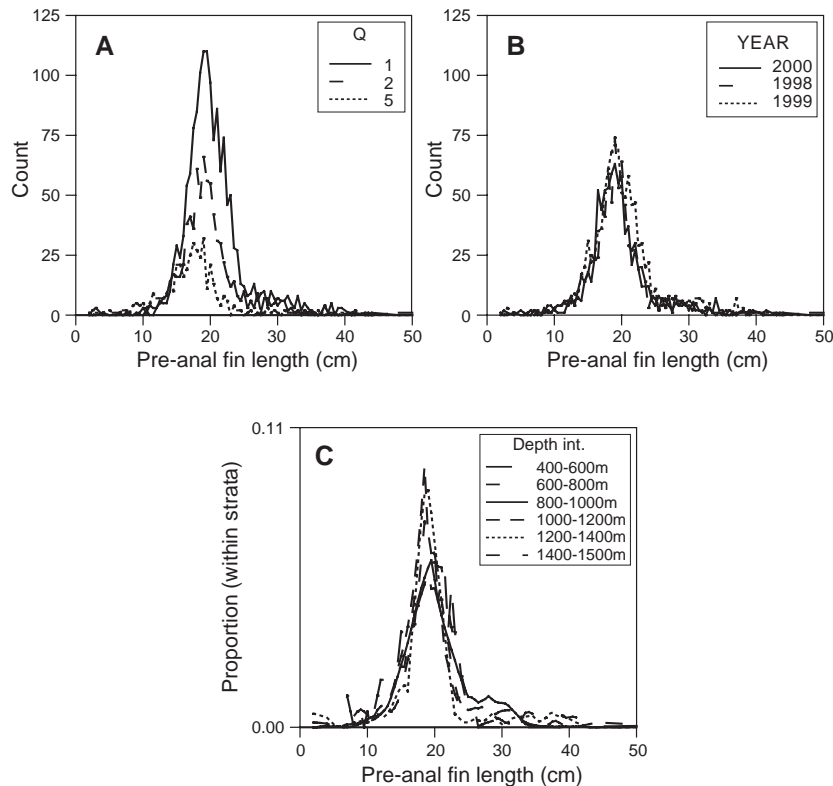 A
Q
1
2
5
125
100
75
50
25
0
Count
0 10 20 30 40 50
Pre-anal fin length (cm)
B
YEAR
2000
1998
1999
125
100
75
50
25
0
Count
0 10 20 30 40 50
Pre-anal fin length (cm)
C
Depth int.
400-600m
600-800m
800-1000m
1000-1200m
1200-1400m
1400-1500m
0.11
0.00
Proportion (within strata)
0 10 20 30 40 50
Pre-anal fin length (cm)